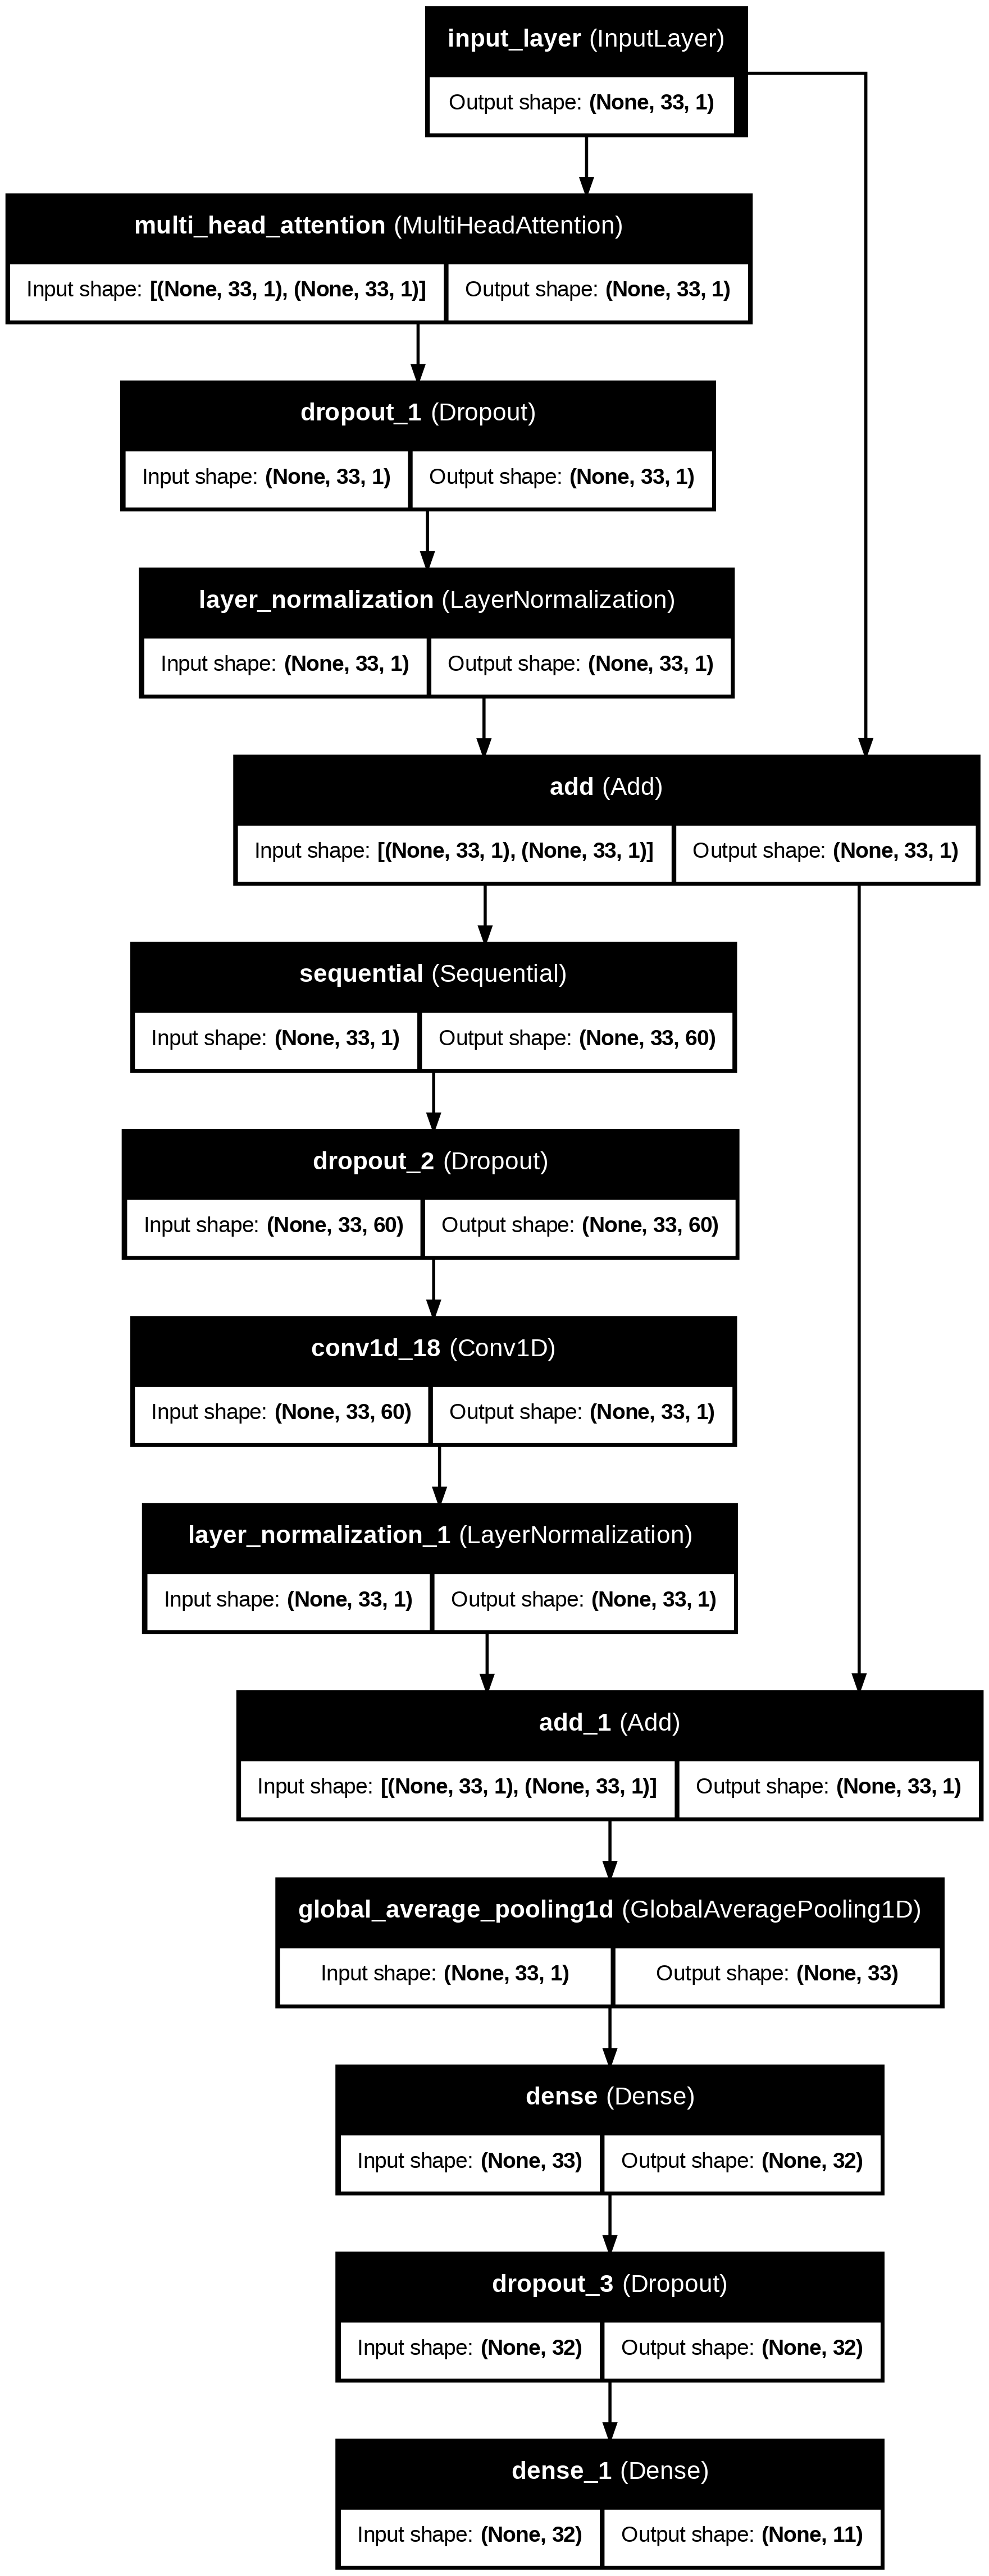 input_layer (InputLayer)
Output shape: (None, 33, 1)
multi_head_attention (MultiHeadAttention)
Input shape: [(None, 33, 1), (None, 33, 1)] Output shape: (None, 33, 1)
dropout_1 (Dropout)
Input shape: (None, 33, 1) Output shape: (None, 33, 1)
layer_normalization (LayerNormalization)
Input shape: (None, 33, 1) Output shape: (None, 33, 1)
add (Add)
Input shape: [(None, 33, 1), (None, 33, 1)] Output shape: (None, 33, 1)
sequential (Sequential)
Input shape: (None, 33, 1) Output shape: (None, 33, 60)
dropout_2 (Dropout)
Input shape: (None, 33, 60) Output shape: (None, 33, 60)
conv1d_18 (Conv1D)
Input shape: (None, 33, 60) Output shape: (None, 33, 1)
layer_normalization_1 (LayerNormalization)
Input shape: (None, 33, 1) Output shape: (None, 33, 1)
add_1 (Add)
Input shape: [(None, 33, 1), (None, 33, 1)] Output shape: (None, 33, 1)
global_average_pooling1d (GlobalAveragePooling1D)
Input shape: (None, 33, 1) Output shape: (None, 33)
dense (Dense)
Input shape: (None, 33) Output shape: (None, 32)
dropout_3 (Dropout)
Input shape: (None, 32) Output shape: (None, 32)
dense_1 (Dense)
Input shape: (None, 32) Output shape: (None, 11)